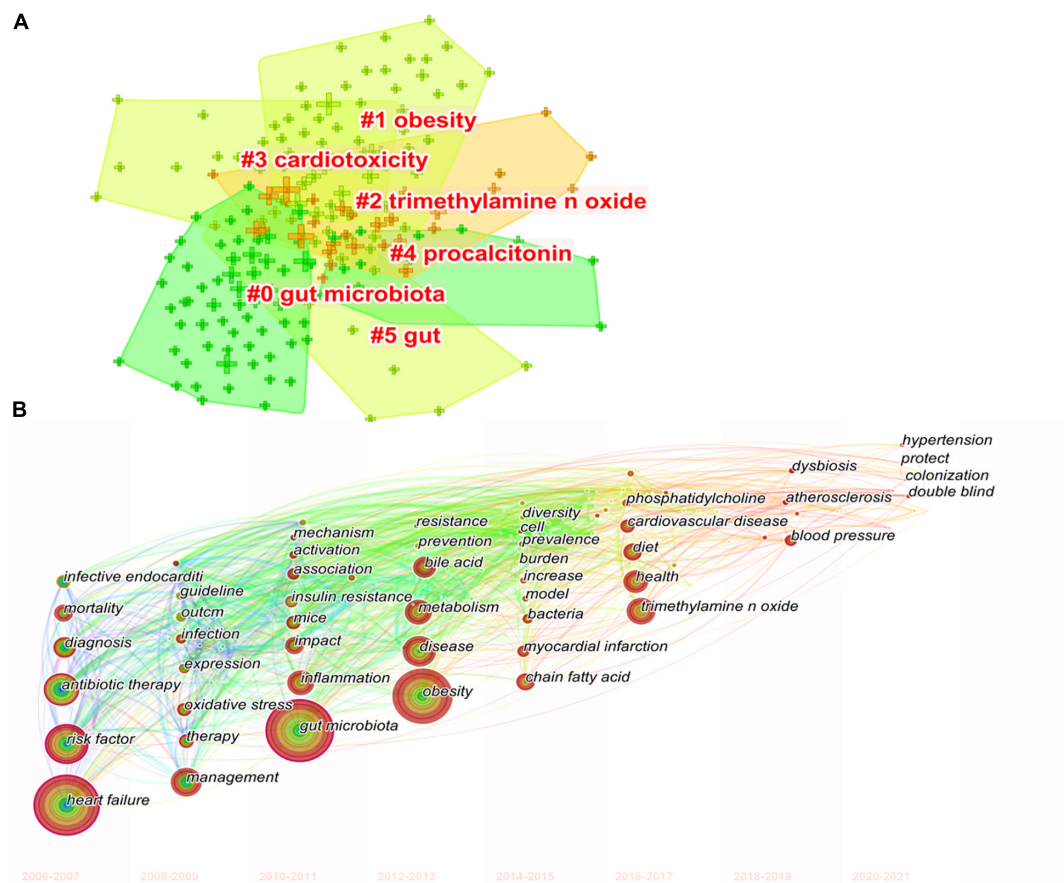 A
#1 obesity
#3 cardiotoxicity
#2 trimethylamine n oxide
#4 procalcitonin
#0 gut microbiota
#5 gut
B
infective endocarditi
mortality
diagnosis
antibiotic therapy
risk factor
heart failure
guideline
outcm
infection
expression
oxidative stress
therapy
management
mechanism
activation
association
insulin resistance
mice
impact
inflammation
gut microbiota
resistance
prevention
bile acid
metabolism
disease
obesity
diversity
cell
prevalence
burden
increase
model
bacteria
myocardial infarction
chain fatty acid
phosphatidylcholine
cardiovascular disease
diet
health
trimethylamine n oxide
dysbiosis
atherosclerosis
blood pressure
hypertension
protect
colonization
double blind
2006-2007
2008-2009
2010-2011
2012-2013
2014-2015
2016-2017
2018-2019
2020-2021